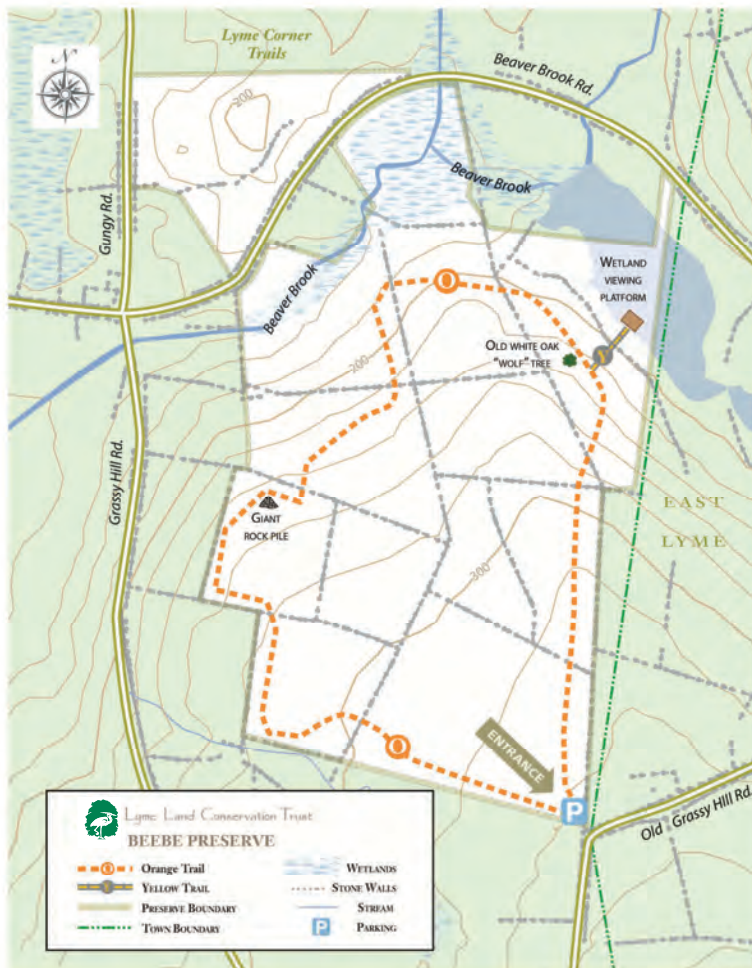 N
Lyme Corner
Trails
200
Beaver Brook Rd.
Gungy Rd.
Beaver Brook
Beaver Brook
WETLAND
VIEWING
PLATFORM
O
OLD WHITE OAK
"WOLF" TREE
Y
200
Grassy Hill Rd.
GIANT
ROCK PILE
EAST
LYME
300
O
ENTRANCE
P
Old Grassy Hill Rd.
Lyme Land Conservation Trust
BEEBE PRESERVE
O Orange Trail
Y YELLOW TRAIL
PRESERVE BOUNDARY
TOWN BOUNDARY
WETLANDS
STONE WALLS
STREAM
P PARKING